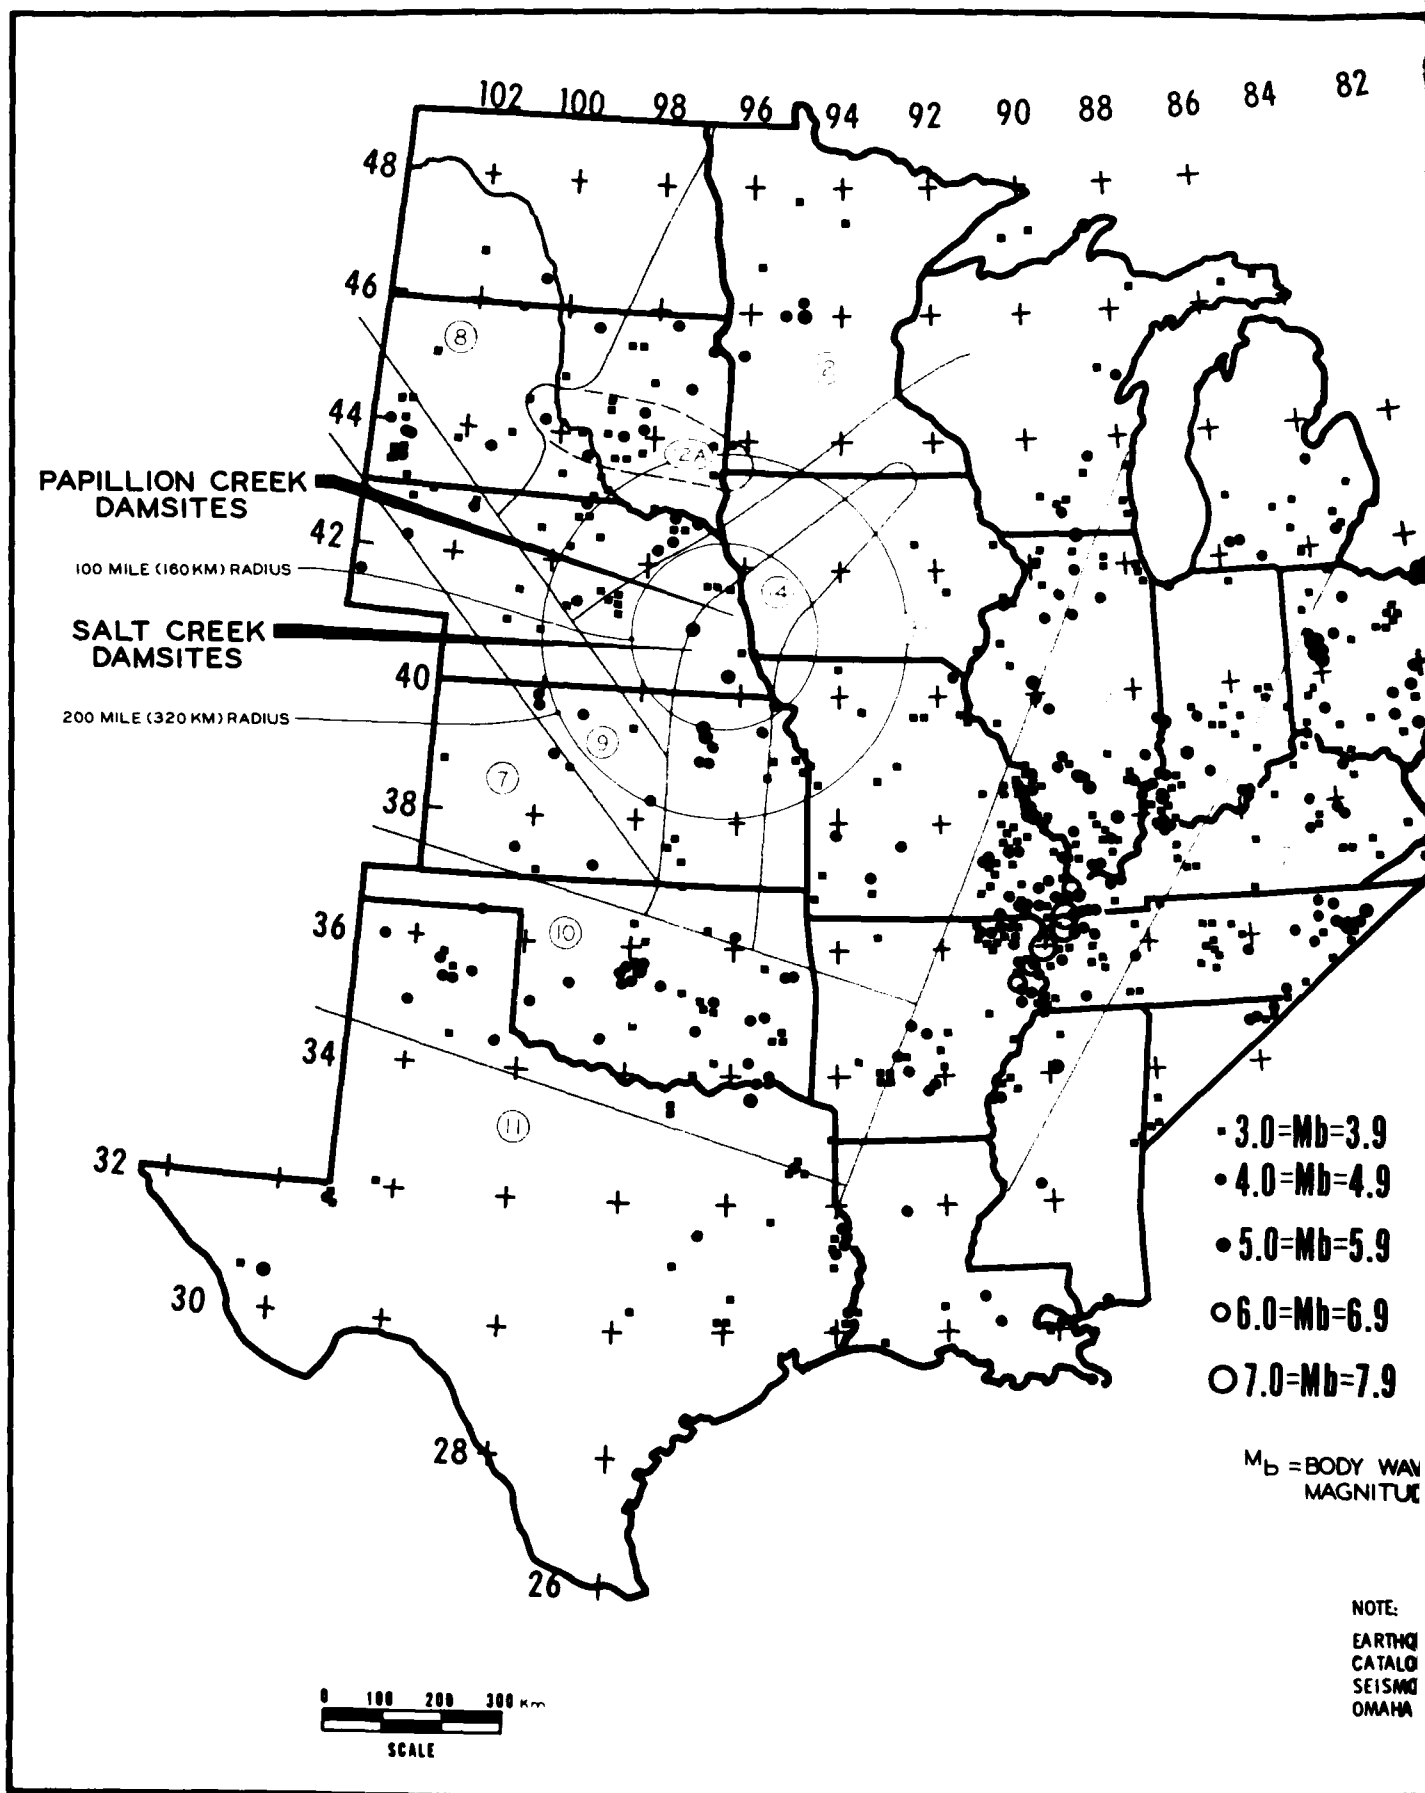 102 100 98 96 94 92 90 88 86 84 82
48
46
8
2
44
2A
PAPILLION CREEK
DAMSITES
42
100 MILE (160 KM) RADIUS
14
SALT CREEK
DAMSITES
40
200 MILE (320 KM) RADIUS
9
7
38
36
10
34
11
32
3.0=Mb=3.9
4.0=Mb=4.9
5.0=Mb=5.9
30
6.0=Mb=6.9
7.0=Mb=7.9
28
Mb = BODY WAV
MAGNITUD
26
NOTE:
EARTHQ
CATALO
SEISMO
OMAHA
0 100 200 300 Km
SCALE